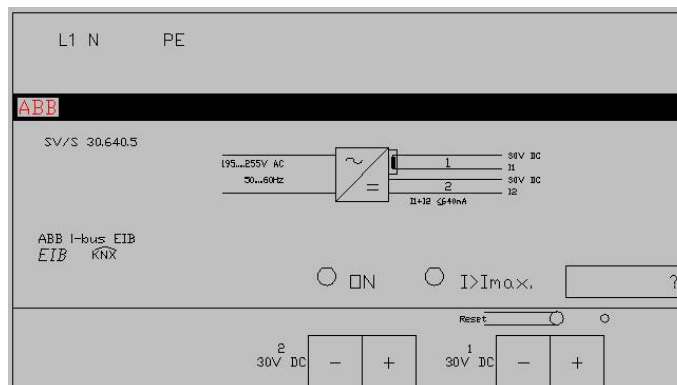 L1 N PE
ABB
SV/S 30.640.5
195...255V AC
50...60Hz
~
=
1
30V DC
I1
2
30V DC
I2
I1+I2 ≤640mA
ABB i-bus EIB
EIB KNX
ON
I>Imax.
?
Reset
2
30V DC
- +
1
30V DC
- +